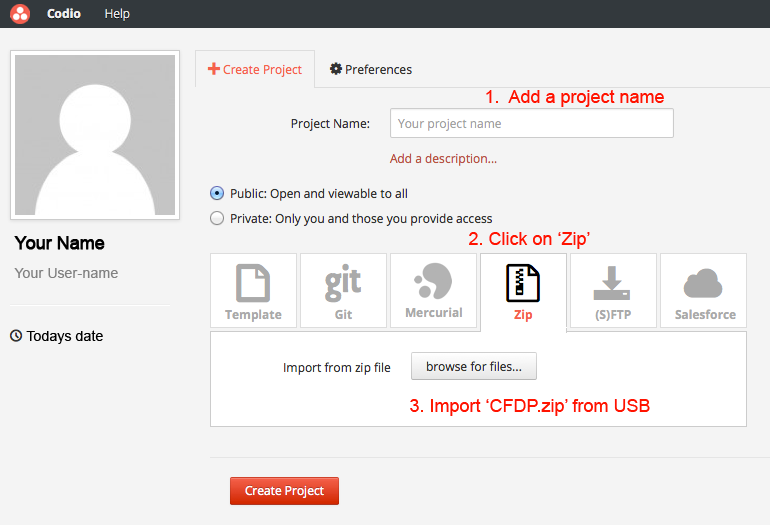 Codio Help
Create Project Preferences
1. Add a project name
Project Name: Your project name
Add a description...
Public: Open and viewable to all
Private: Only you and those you provide access
Your Name
2. Click on ‘Zip’
Your User-name
git
Template Git Mercurial Zip (S)FTP Salesforce
Todays date
Import from zip file browse for files...
3. Import ‘CFDP.zip’ from USB
Create Project